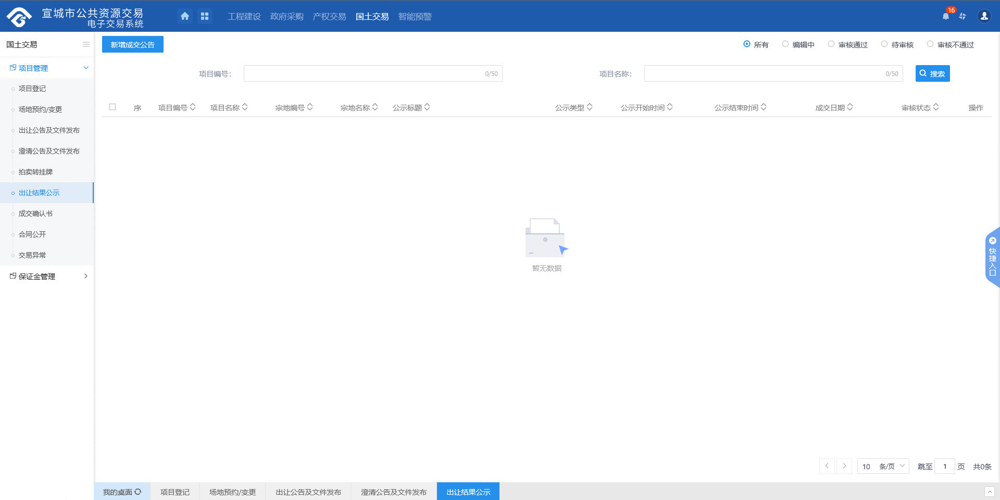 宣城市公共资源交易
电子交易系统
工程建设 政府采购 产权交易 国土交易 智能预警
16
国土交易
项目管理
项目登记
场地预约/变更
出让公告及文件发布
澄清公告及文件发布
拍卖转挂牌
出让结果公示
成交确认书
合同公开
交易异常
保证金管理
新增成交公告
所有 编辑中 审核通过 待审核 审核不通过
项目编号： 0/50 项目名称： 0/50 搜索
序 项目编号 项目名称 宗地编号 宗地名称 公示标题 公示类型 公示开始时间 公示结束时间 成交日期 审核状态 操作
暂无数据
快捷入口
10 条/页 跳至 1 页 共0条
我的桌面 项目登记 场地预约/变更 出让公告及文件发布 澄清公告及文件发布 出让结果公示